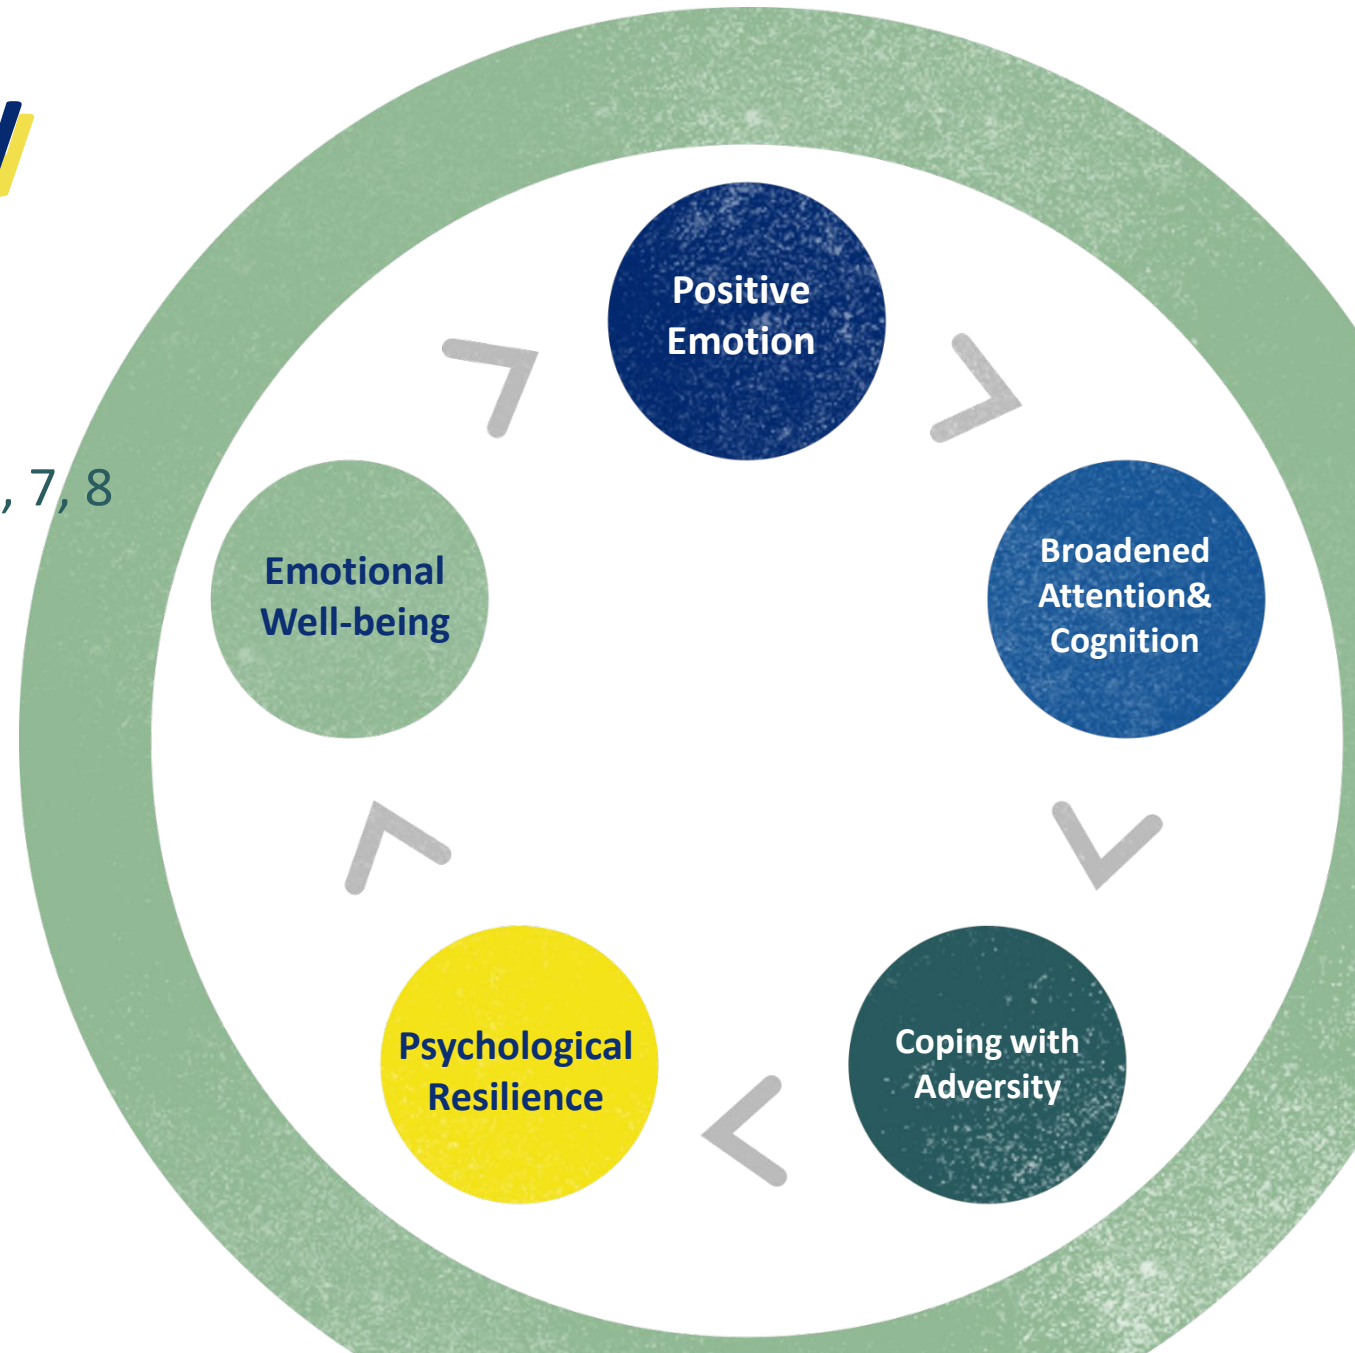 Positive
Emotion
Broadened
Attention&
Cognition
Coping with
Adversity
Psychological
Resilience
Emotional
Well-being
, 7, 8